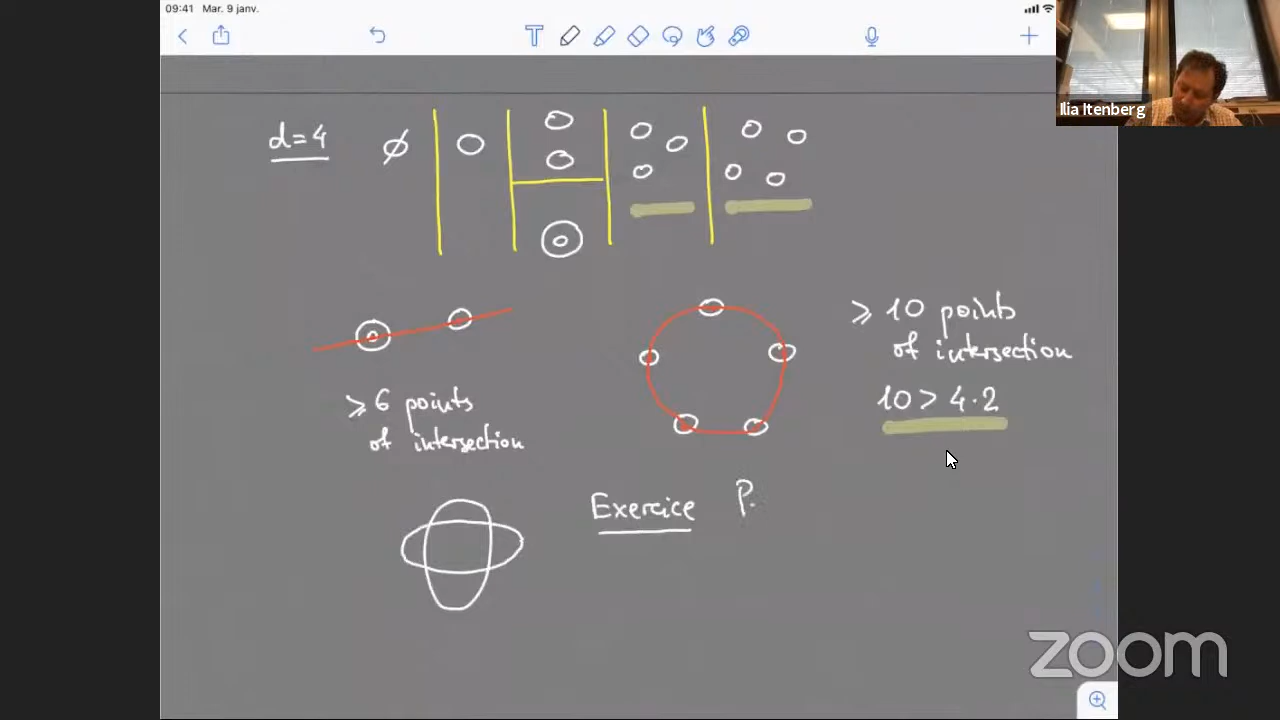 09:41 Mar. 9 janv.
Ilia Itenberg
d=4 ø
⩾ 10 points
of intersection
10 > 4·2
⩾ 6 points
of intersection
Exercice P.
zoom